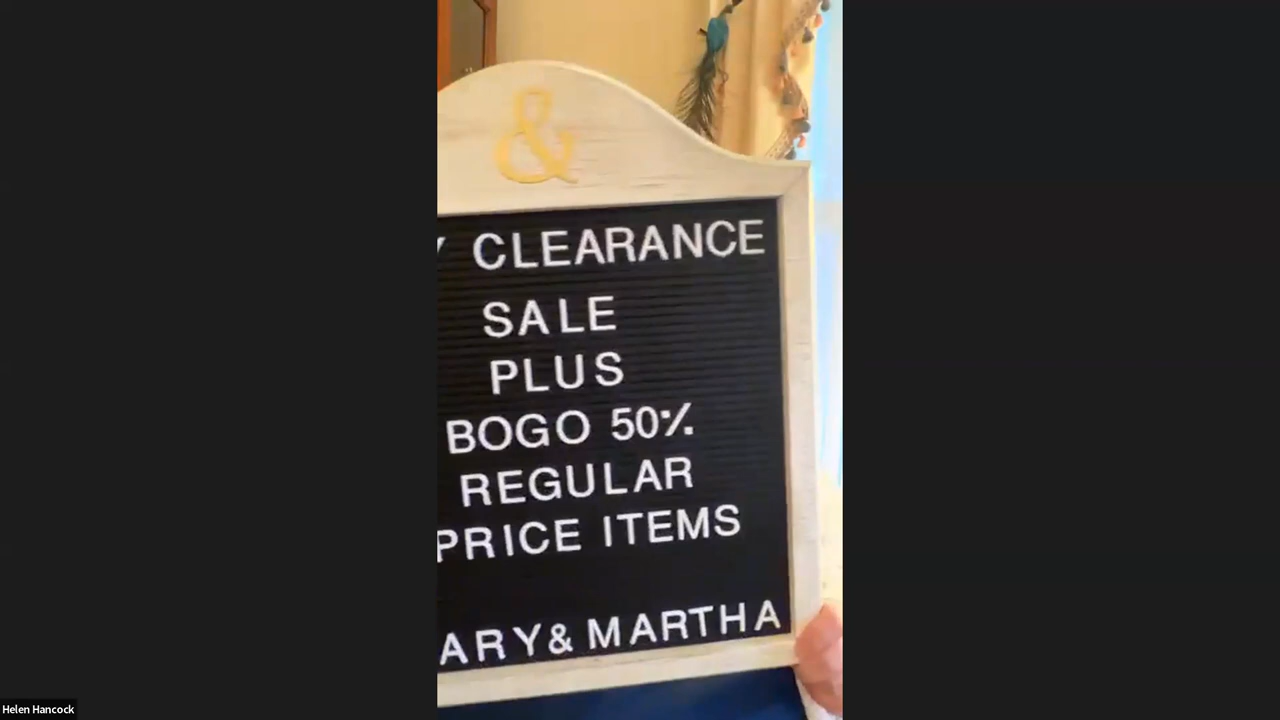 &
CLEARANCE
SALE
PLUS
BOGO 50%
REGULAR
PRICE ITEMS
ARY& MARTHA
Helen Hancock